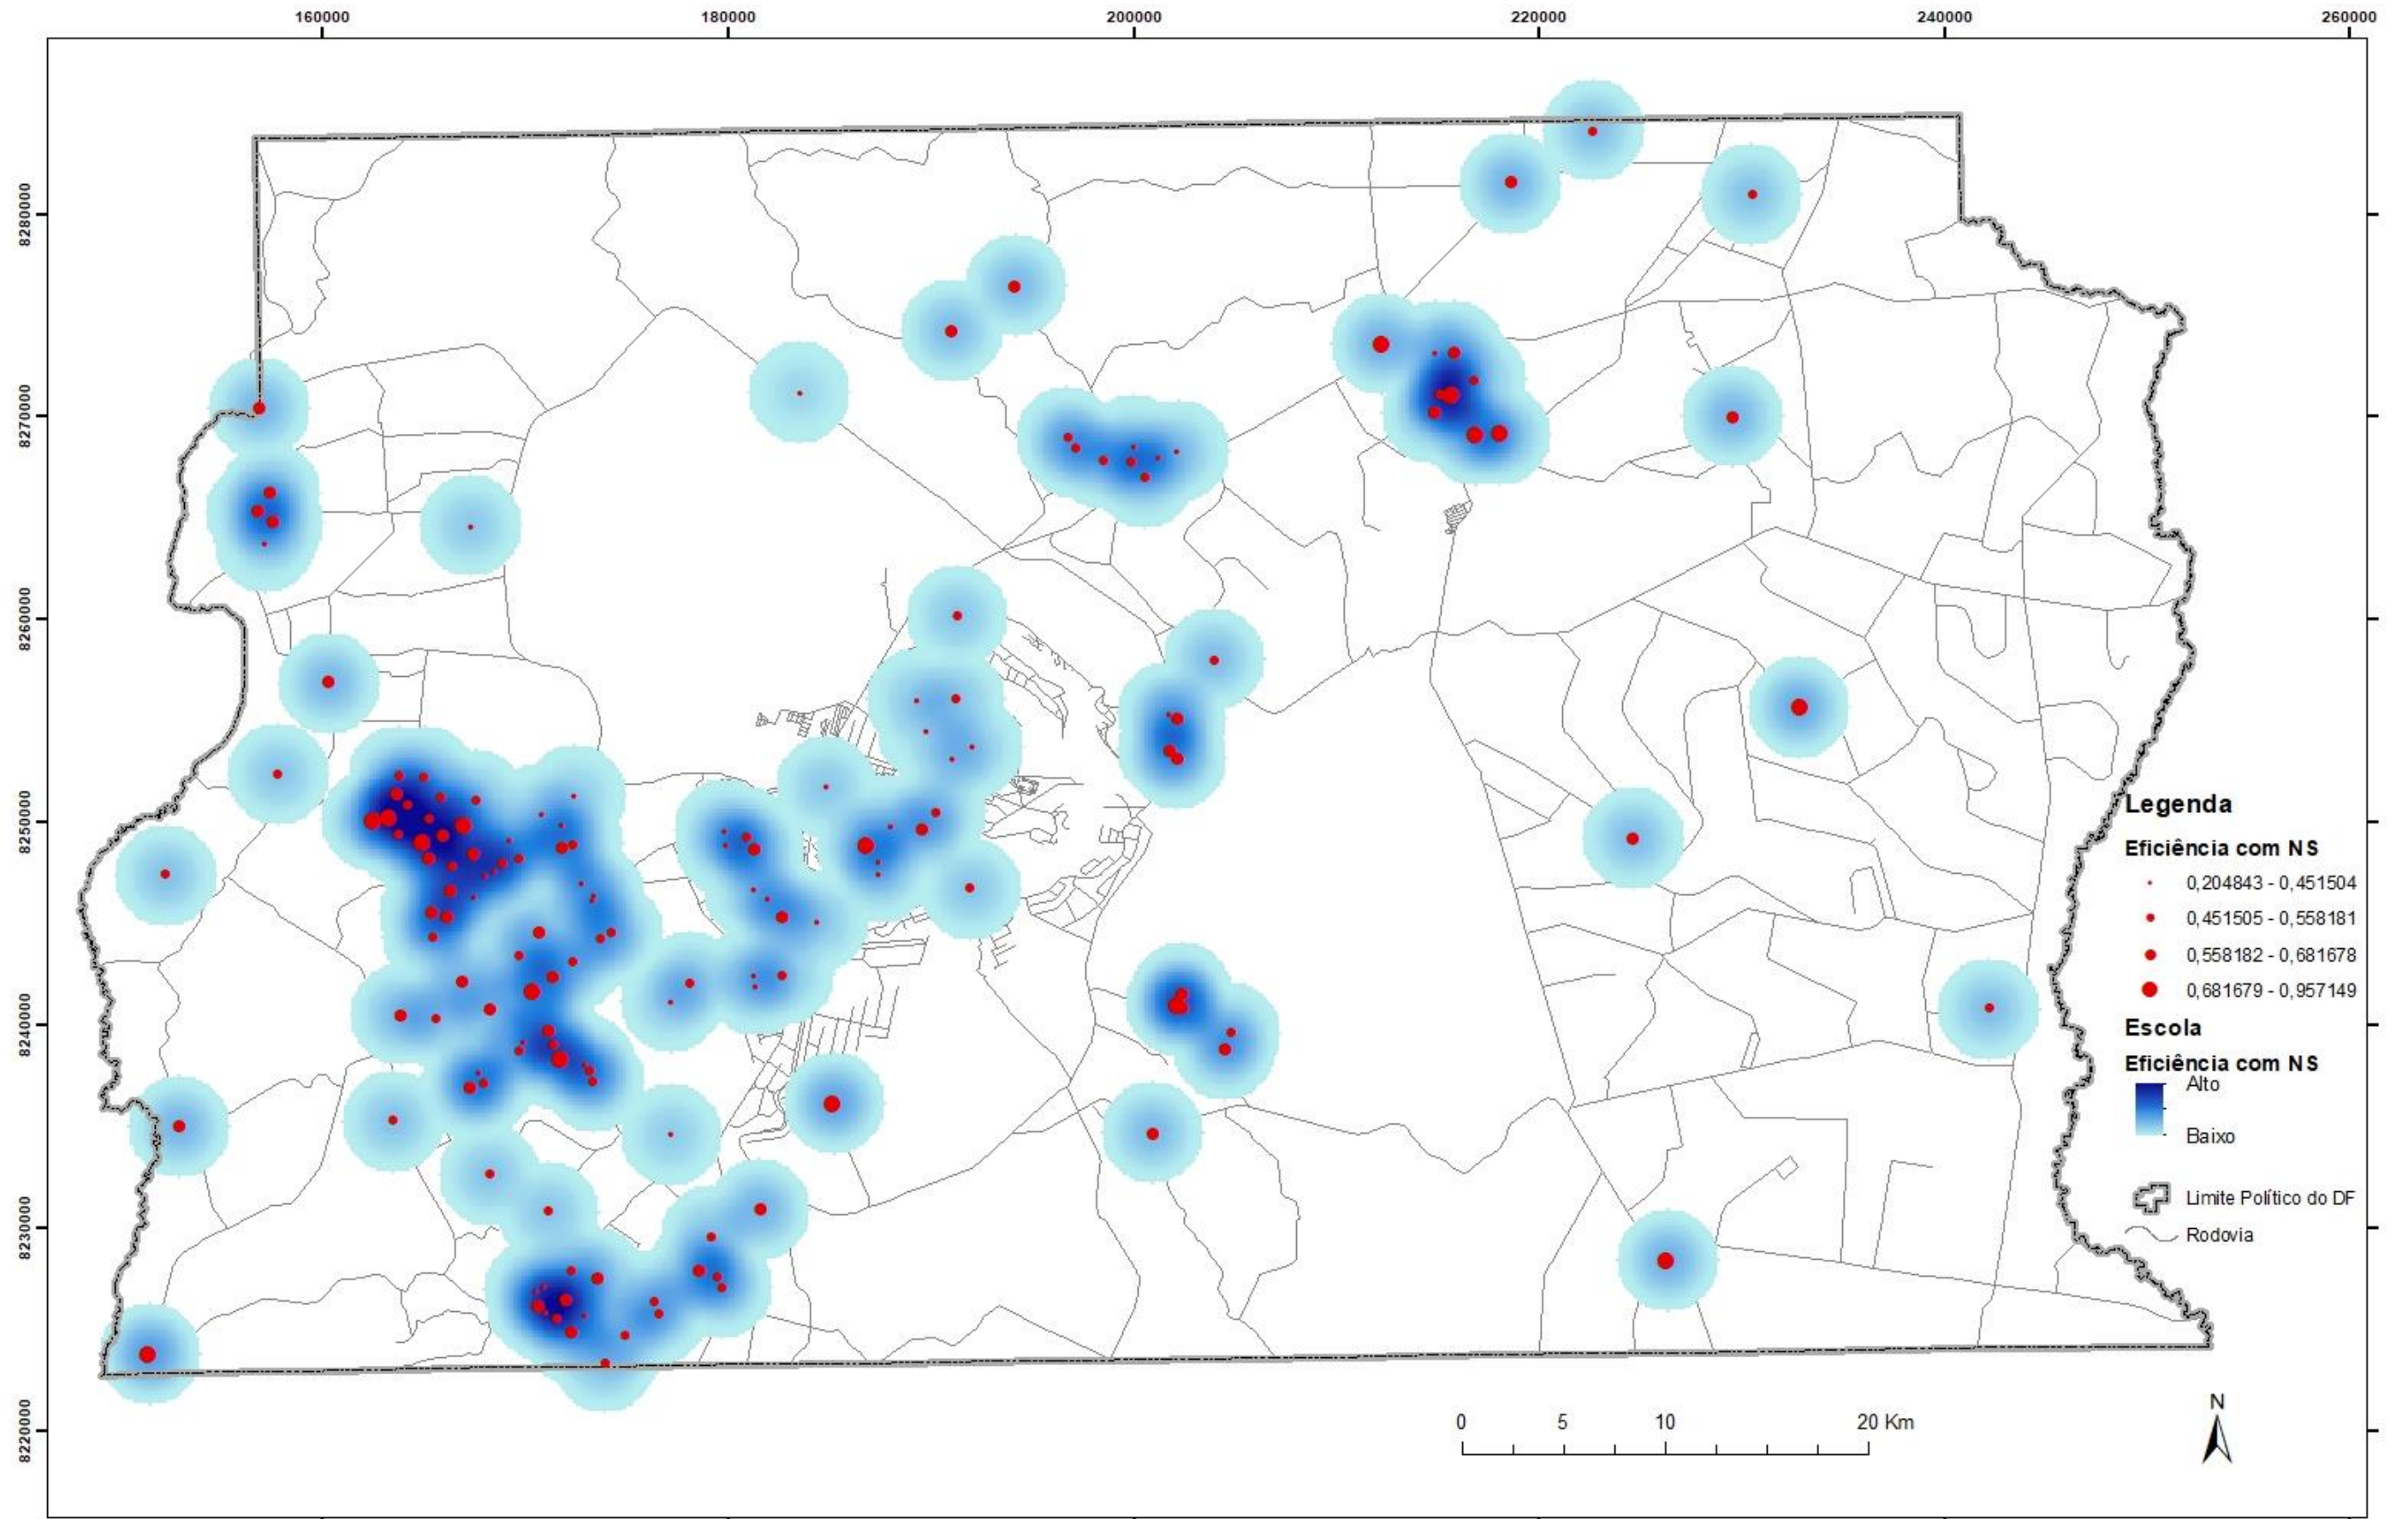 160000 180000 200000 220000 240000 260000
8280000
8270000
8260000
8250000
8240000
8230000
8220000
Legenda
Eficiência com NS
0,204843 - 0,451504
0,451505 - 0,558181
0,558182 - 0,681678
0,681679 - 0,957149
Escola
Eficiência com NS
Alto
Baixo
Limite Político do DF
Rodovia
0 5 10 20 Km
N